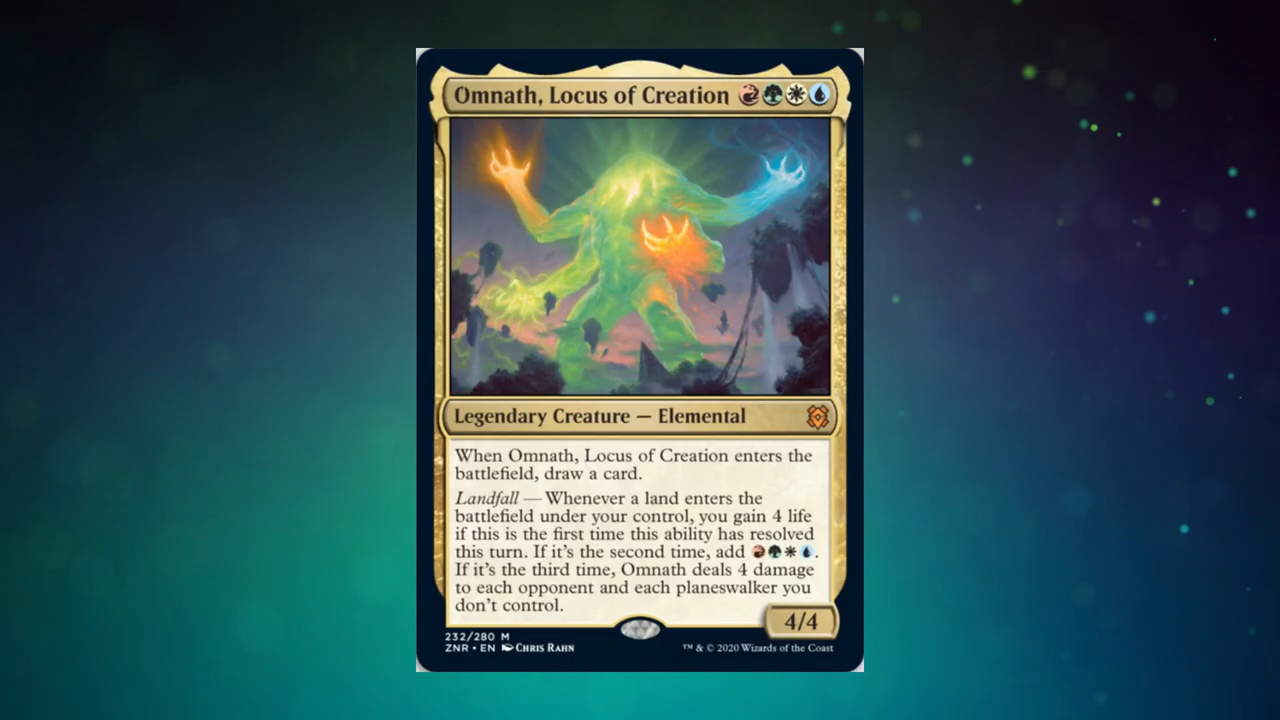 Omnath, Locus of Creation
Legendary Creature — Elemental
When Omnath, Locus of Creation enters the
battlefield, draw a card.
Landfall — Whenever a land enters the
battlefield under your control, you gain 4 life
if this is the first time this ability has resolved
this turn. If it's the second time, add .
If it's the third time, Omnath deals 4 damage
to each opponent and each planeswalker you
don't control.
4/4
232/280 M
ZNR • EN Chris Rahn
™ & © 2020 Wizards of the Coast